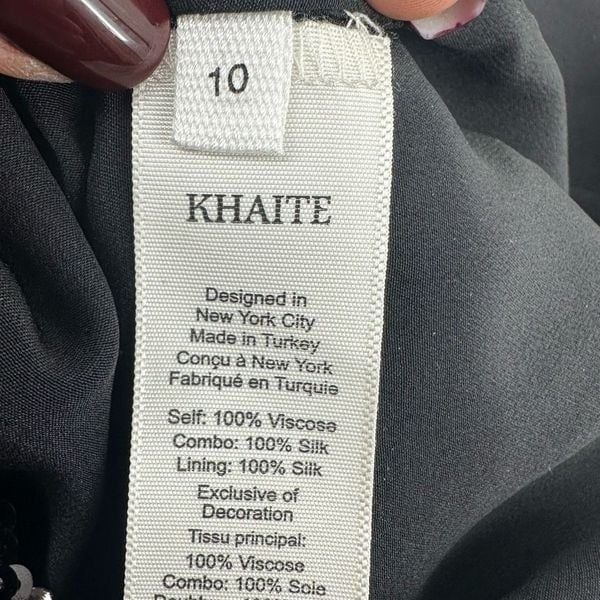 10
KHAITE
Designed in
New York City
Made in Turkey
Conçu à New York
Fabriqué en Turquie
Self: 100% Viscose
Combo: 100% Silk
Lining: 100% Silk
Exclusive of
Decoration
Tissu principal:
100% Viscose
Combo: 100% Soie